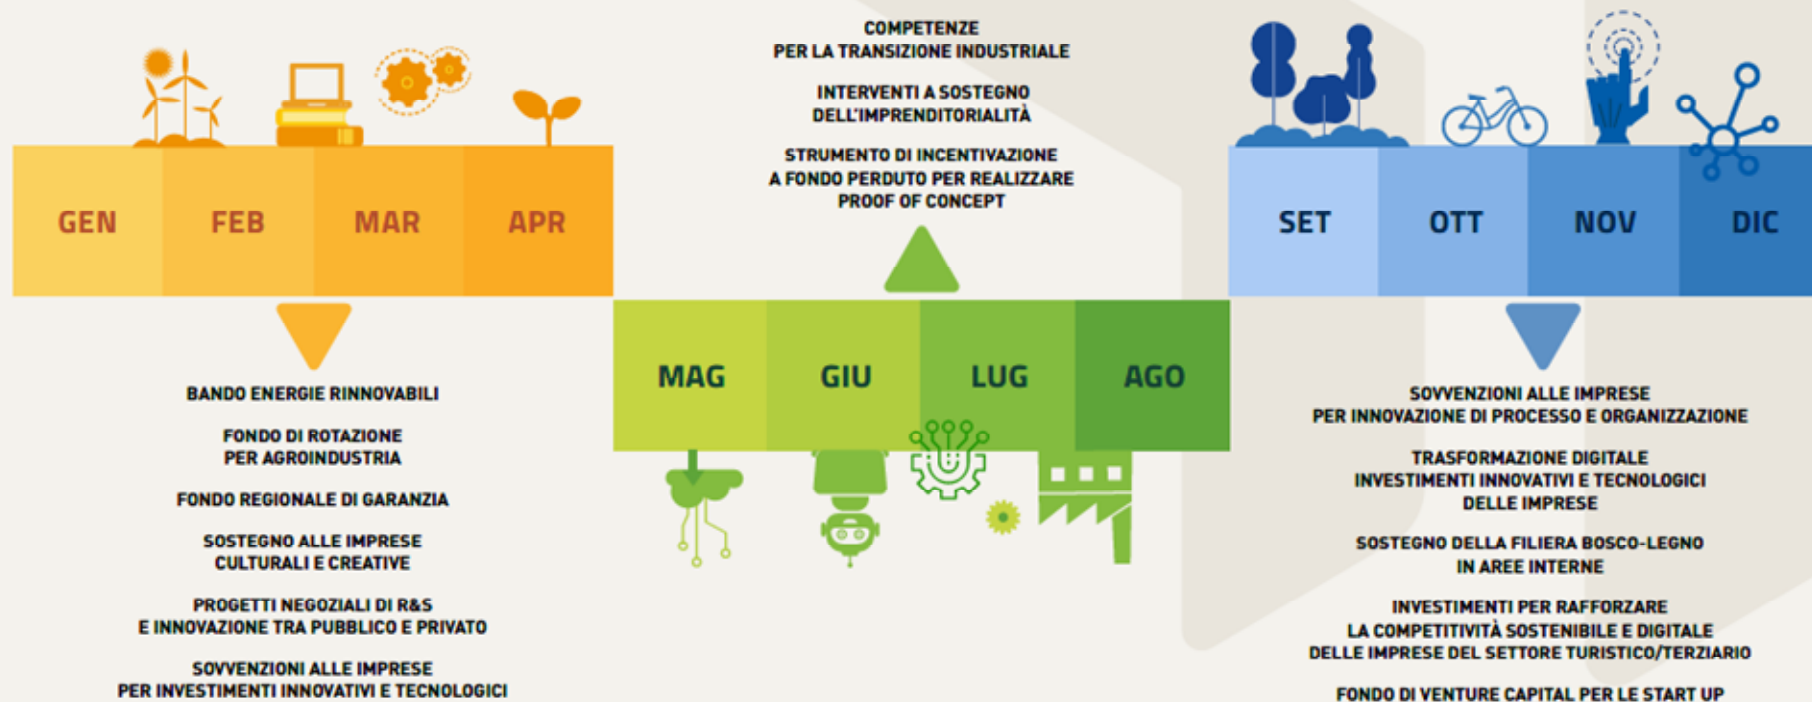 GEN
FEB
MAR
APR
BANDO ENERGIE RINNOVABILI
FONDO DI ROTAZIONE
PER AGROINDUSTRIA
FONDO REGIONALE DI GARANZIA
SOSTEGNO ALLE IMPRESE
CULTURALI E CREATIVE
PROGETTI NEGOZIALI DI R&S
E INNOVAZIONE TRA PUBBLICO E PRIVATO
SOVVENZIONI ALLE IMPRESE
PER INVESTIMENTI INNOVATIVI E TECNOLOGICI
COMPETENZE
PER LA TRANSIZIONE INDUSTRIALE
INTERVENTI A SOSTEGNO
DELL'IMPRENDITORIALITÀ
STRUMENTO DI INCENTIVAZIONE
A FONDO PERDUTO PER REALIZZARE
PROOF OF CONCEPT
MAG
GIU
LUG
AGO
SET
OTT
NOV
DIC
SOVVENZIONI ALLE IMPRESE
PER INNOVAZIONE DI PROCESSO E ORGANIZZAZIONE
TRASFORMAZIONE DIGITALE
INVESTIMENTI INNOVATIVI E TECNOLOGICI
DELLE IMPRESE
SOSTEGNO DELLA FILIERA BOSCO-LEGNO
IN AREE INTERNE
INVESTIMENTI PER RAFFORZARE
LA COMPETITIVITÀ SOSTENIBILE E DIGITALE
DELLE IMPRESE DEL SETTORE TURISTICO/TERZIARIO
FONDO DI VENTURE CAPITAL PER LE START UP